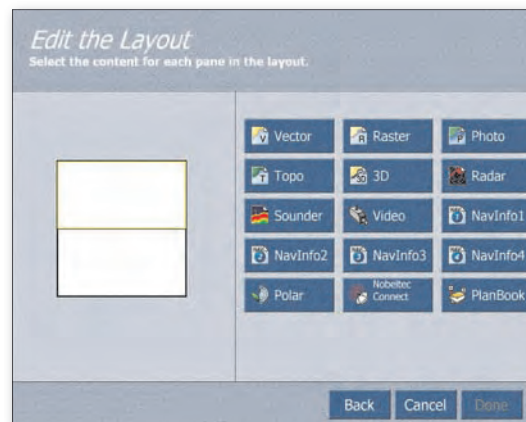 Edit the Layout
Select the content for each pane in the layout.
Vector
Raster
Photo
Topo
3D
Radar
Sounder
Video
NavInfo1
NavInfo2
NavInfo3
NavInfo4
Polar
Nobeltec
Connect
PlanBook
Back
Cancel
Done